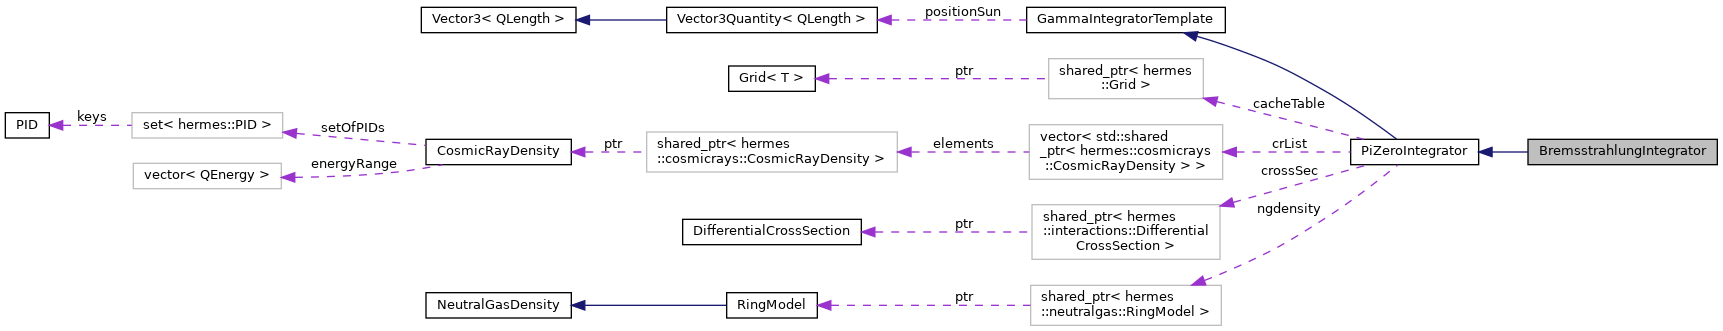 Vector3< QLength >
Vector3Quantity< QLength >
positionSun
GammaIntegratorTemplate
Grid< T >
ptr
shared_ptr< hermes
::Grid >
cacheTable
PID
keys
set< hermes::PID >
setOfPIDs
energyRange
vector< QEnergy >
CosmicRayDensity
ptr
shared_ptr< hermes
::cosmicrays::CosmicRayDensity >
elements
vector< std::shared
_ptr< hermes::cosmicrays
::CosmicRayDensity > >
crList
PiZeroIntegrator
BremsstrahlungIntegrator
crossSec
ngdensity
DifferentialCrossSection
ptr
shared_ptr< hermes
::interactions::Differential
CrossSection >
NeutralGasDensity
RingModel
ptr
shared_ptr< hermes
::neutralgas::RingModel >